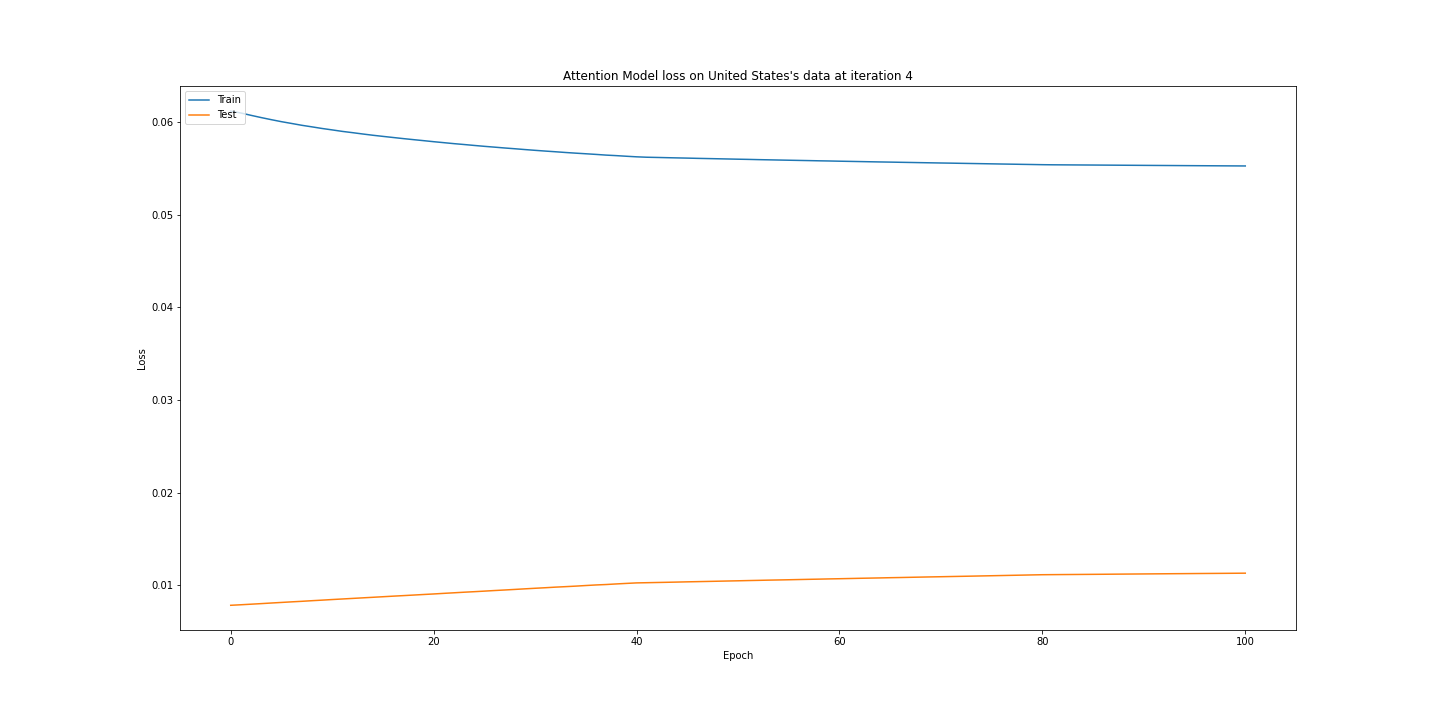 Attention Model loss on United States's data at iteration 4
Train
Test
0.06
0.05
0.04
0.03
0.02
0.01
Loss
0 20 40 60 80 100
Epoch